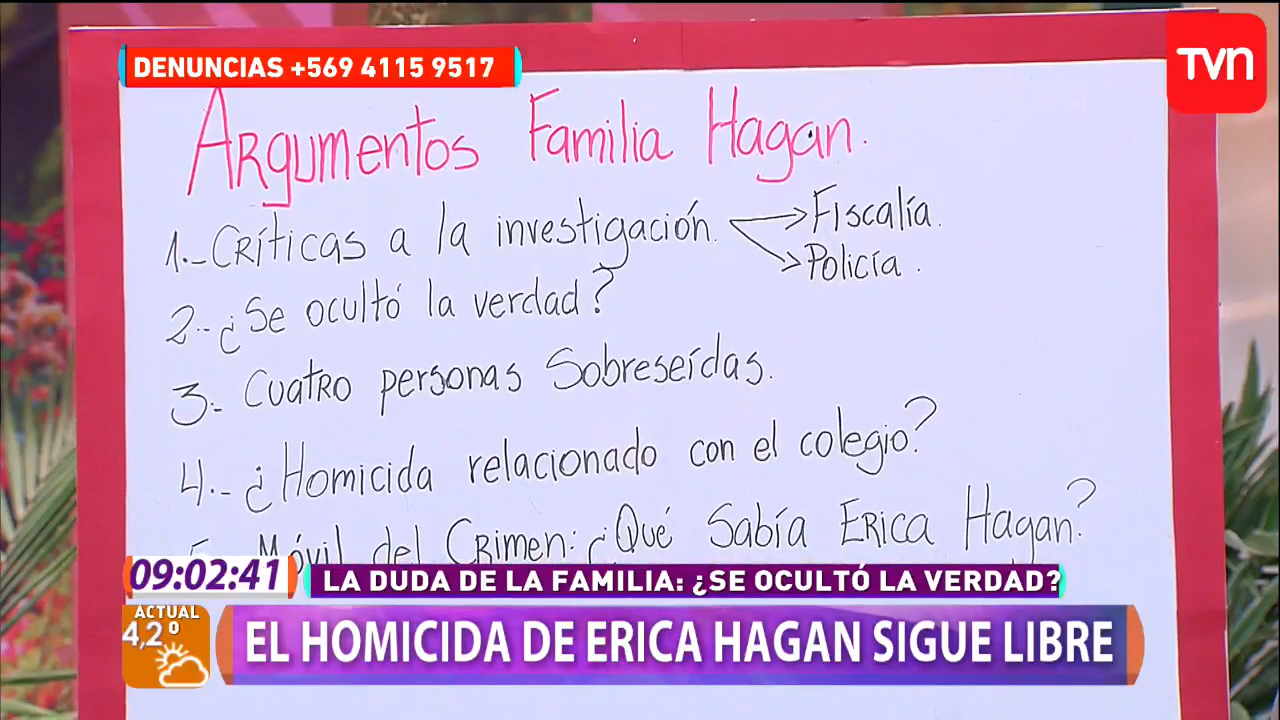 DENUNCIAS +569 4115 9517
TVN
Argumentos Familia Hagan.
1.- Críticas a la investigación. → Fiscalía.
→ Policía.
2.- ¿Se ocultó la verdad?
3.- Cuatro personas Sobreseídas.
4.- ¿Homicida relacionado con el colegio?
5.- Móvil del Crimen: ¿Qué Sabía Erica Hagan?
09:02:41
LA DUDA DE LA FAMILIA: ¿SE OCULTÓ LA VERDAD?
ACTUAL
4,2º
EL HOMICIDA DE ERICA HAGAN SIGUE LIBRE